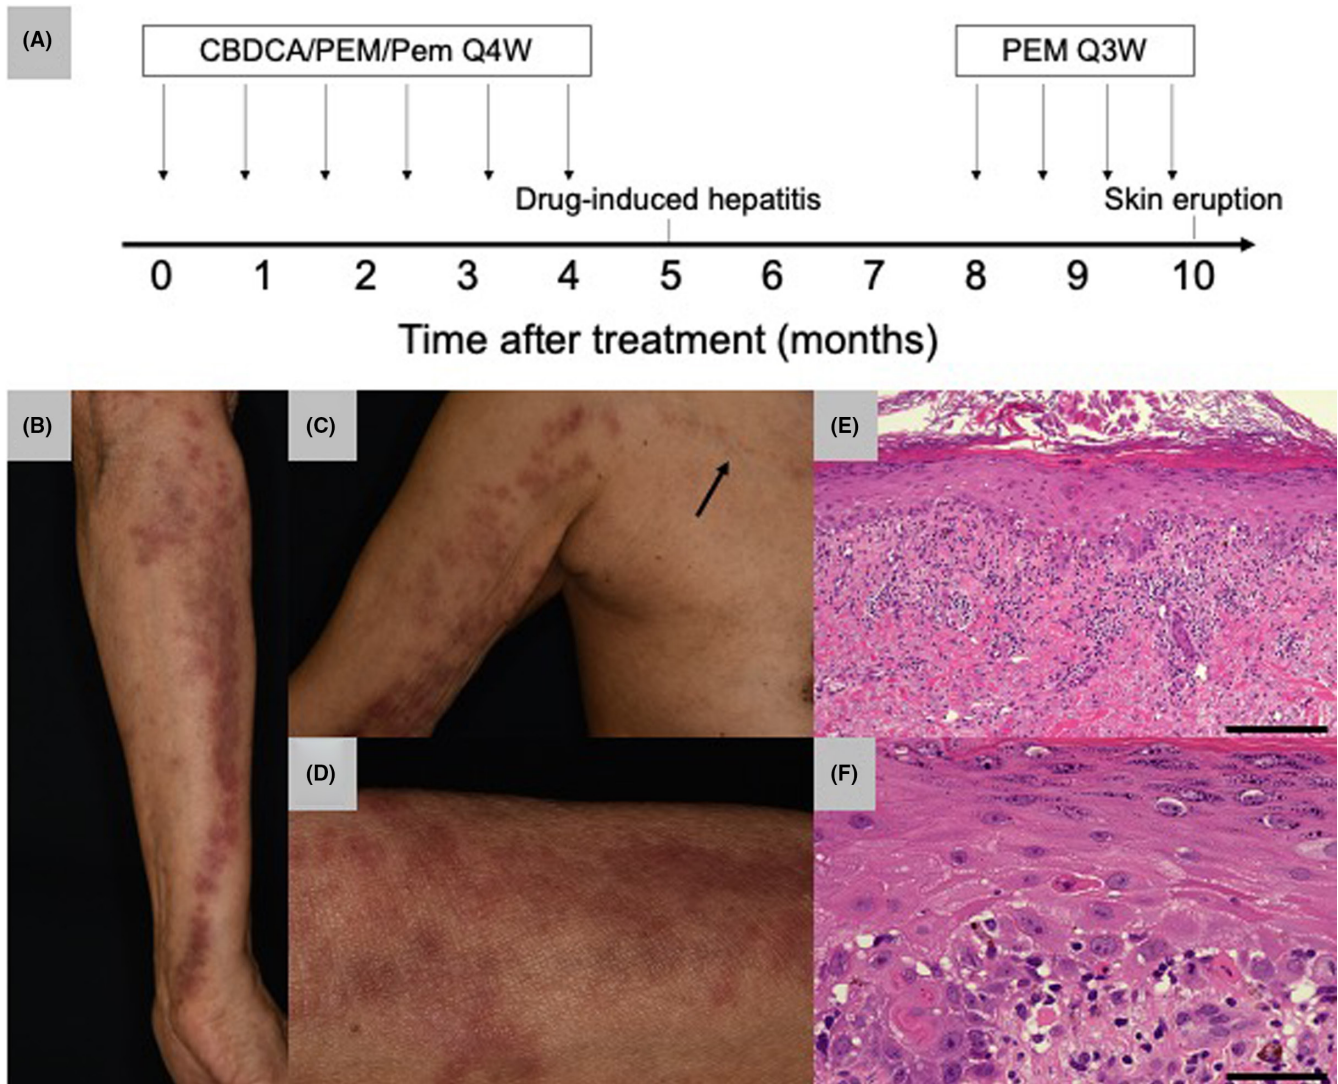 (A)
CBDCA/PEM/Pem Q4W
PEM Q3W
Drug-induced hepatitis
Skin eruption
0 1 2 3 4 5 6 7 8 9 10
Time after treatment (months)
(B)
(C)
(E)
(D)
(F)